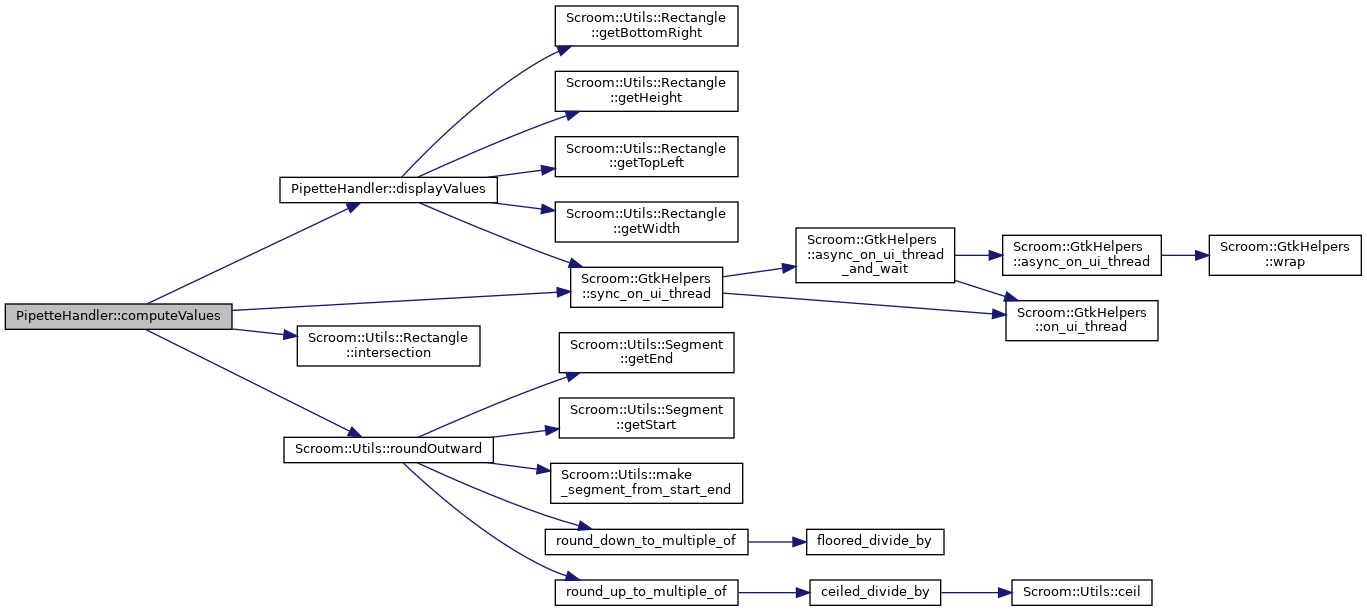 Scroom::Utils::Rectangle
::getBottomRight
Scroom::Utils::Rectangle
::getHeight
Scroom::Utils::Rectangle
::getTopLeft
PipetteHandler::displayValues
Scroom::Utils::Rectangle
::getWidth
Scroom::GtkHelpers
::async_on_ui_thread
_and_wait
Scroom::GtkHelpers
::async_on_ui_thread
Scroom::GtkHelpers
::wrap
Scroom::GtkHelpers
::sync_on_ui_thread
Scroom::GtkHelpers
::on_ui_thread
PipetteHandler::computeValues
Scroom::Utils::Rectangle
::intersection
Scroom::Utils::Segment
::getEnd
Scroom::Utils::Segment
::getStart
Scroom::Utils::roundOutward
Scroom::Utils::make
_segment_from_start_end
round_down_to_multiple_of
floored_divide_by
round_up_to_multiple_of
ceiled_divide_by
Scroom::Utils::ceil